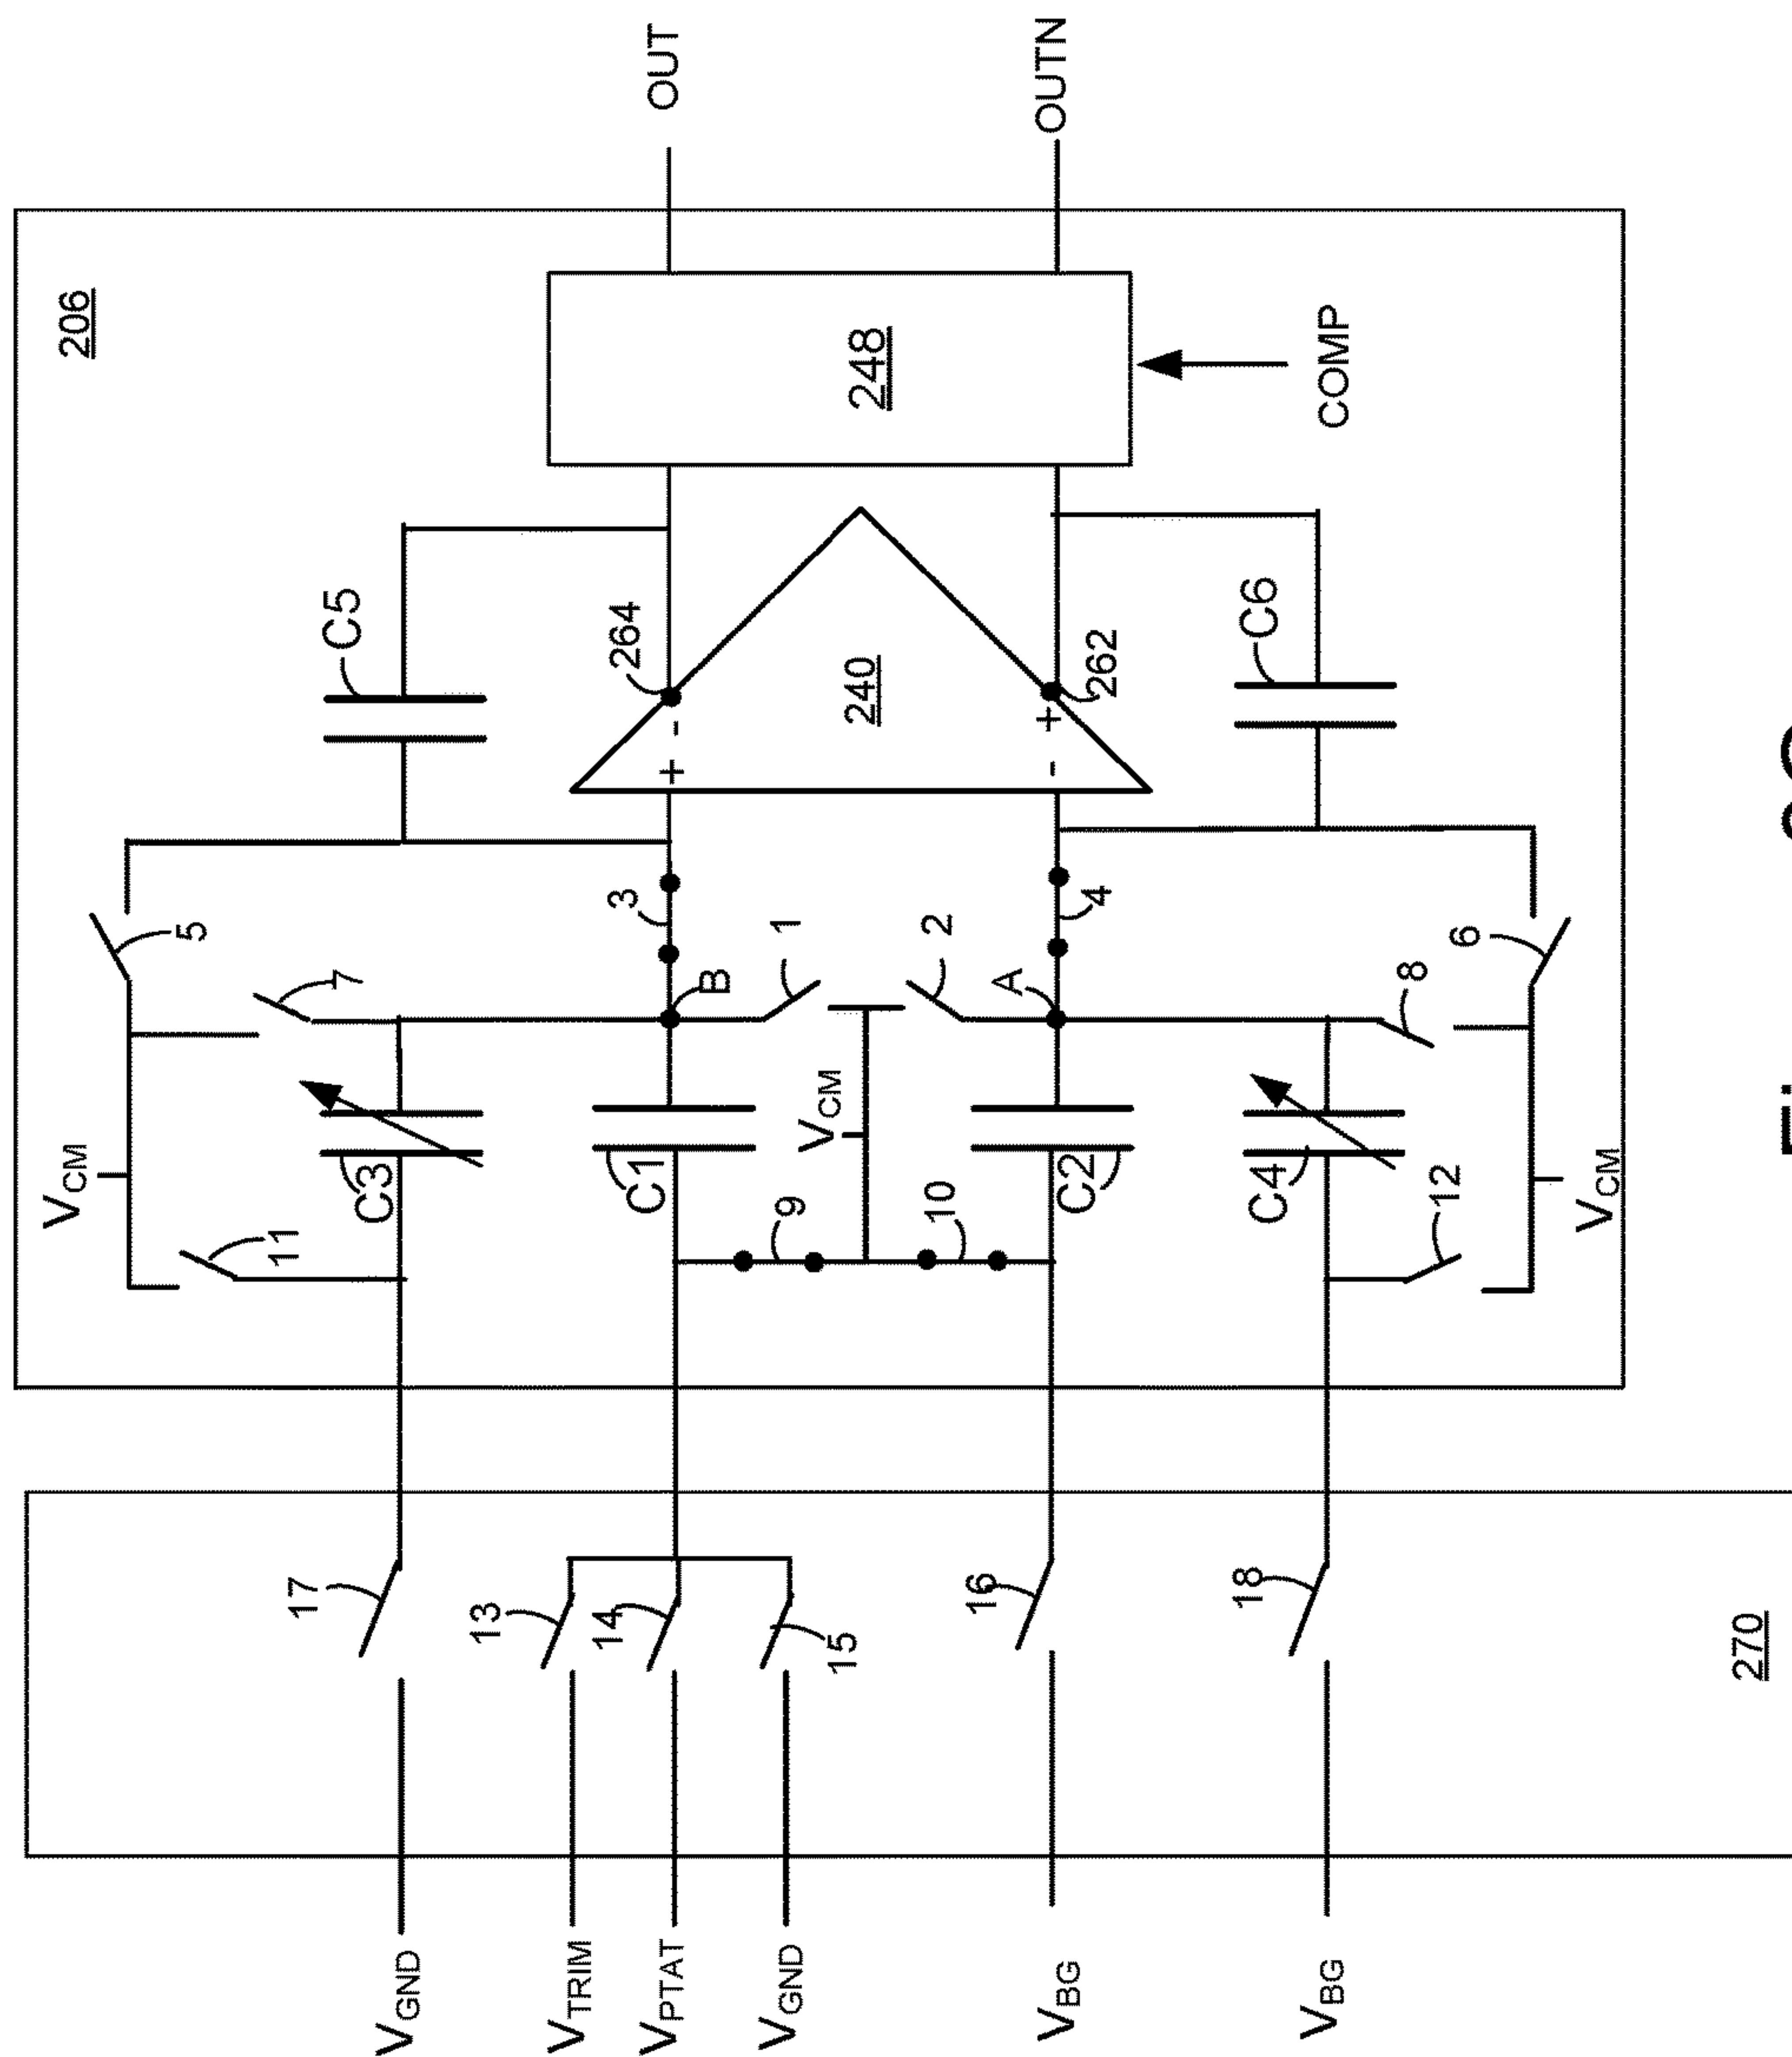 206
OUT
OUTN
248
COMP
C5
264
240
262
C6
5
3
1
2
4
6
7
B
A
8
VCM
C3
C1
VCM
C2
C4
VCM
11
9
10
12
17
13
14
15
16
18
270
VGND
VTRIM
VPTAT
VGND
VBG
VBG